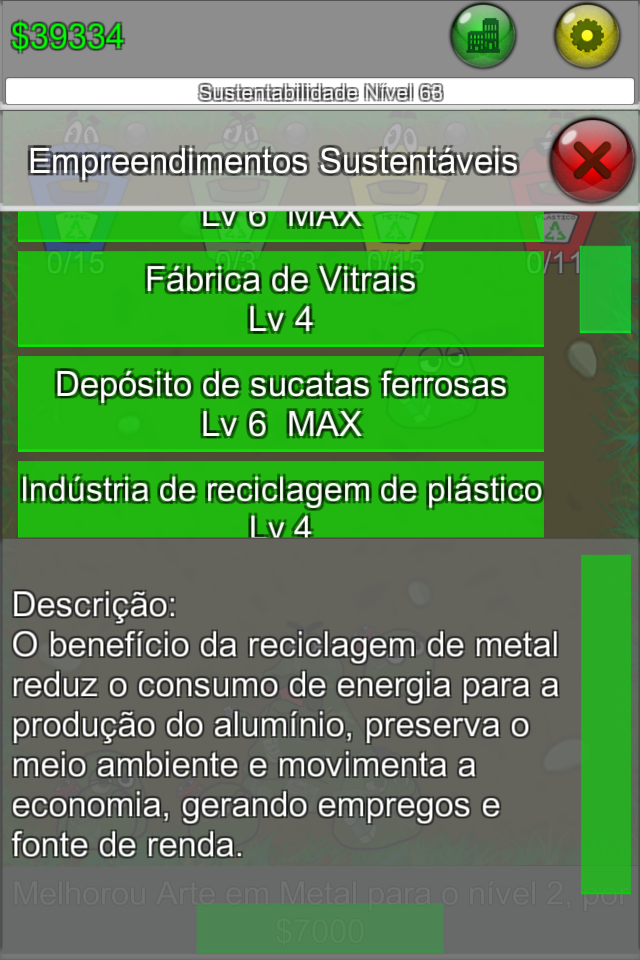 $39334
Sustentabilidade Nível 63
Empreendimentos Sustentáveis
Lv 6 MAX
0/15
0/3
0/15
0/11
Fábrica de Vitrais
Lv 4
Depósito de sucatas ferrosas
Lv 6 MAX
Indústria de reciclagem de plástico
Lv 4
Descrição:
O benefício da reciclagem de metal
reduz o consumo de energia para a
produção do alumínio, preserva o
meio ambiente e movimenta a
economia, gerando empregos e
fonte de renda.
Melhorou Arte em Metal para o nível 2, por
$7000